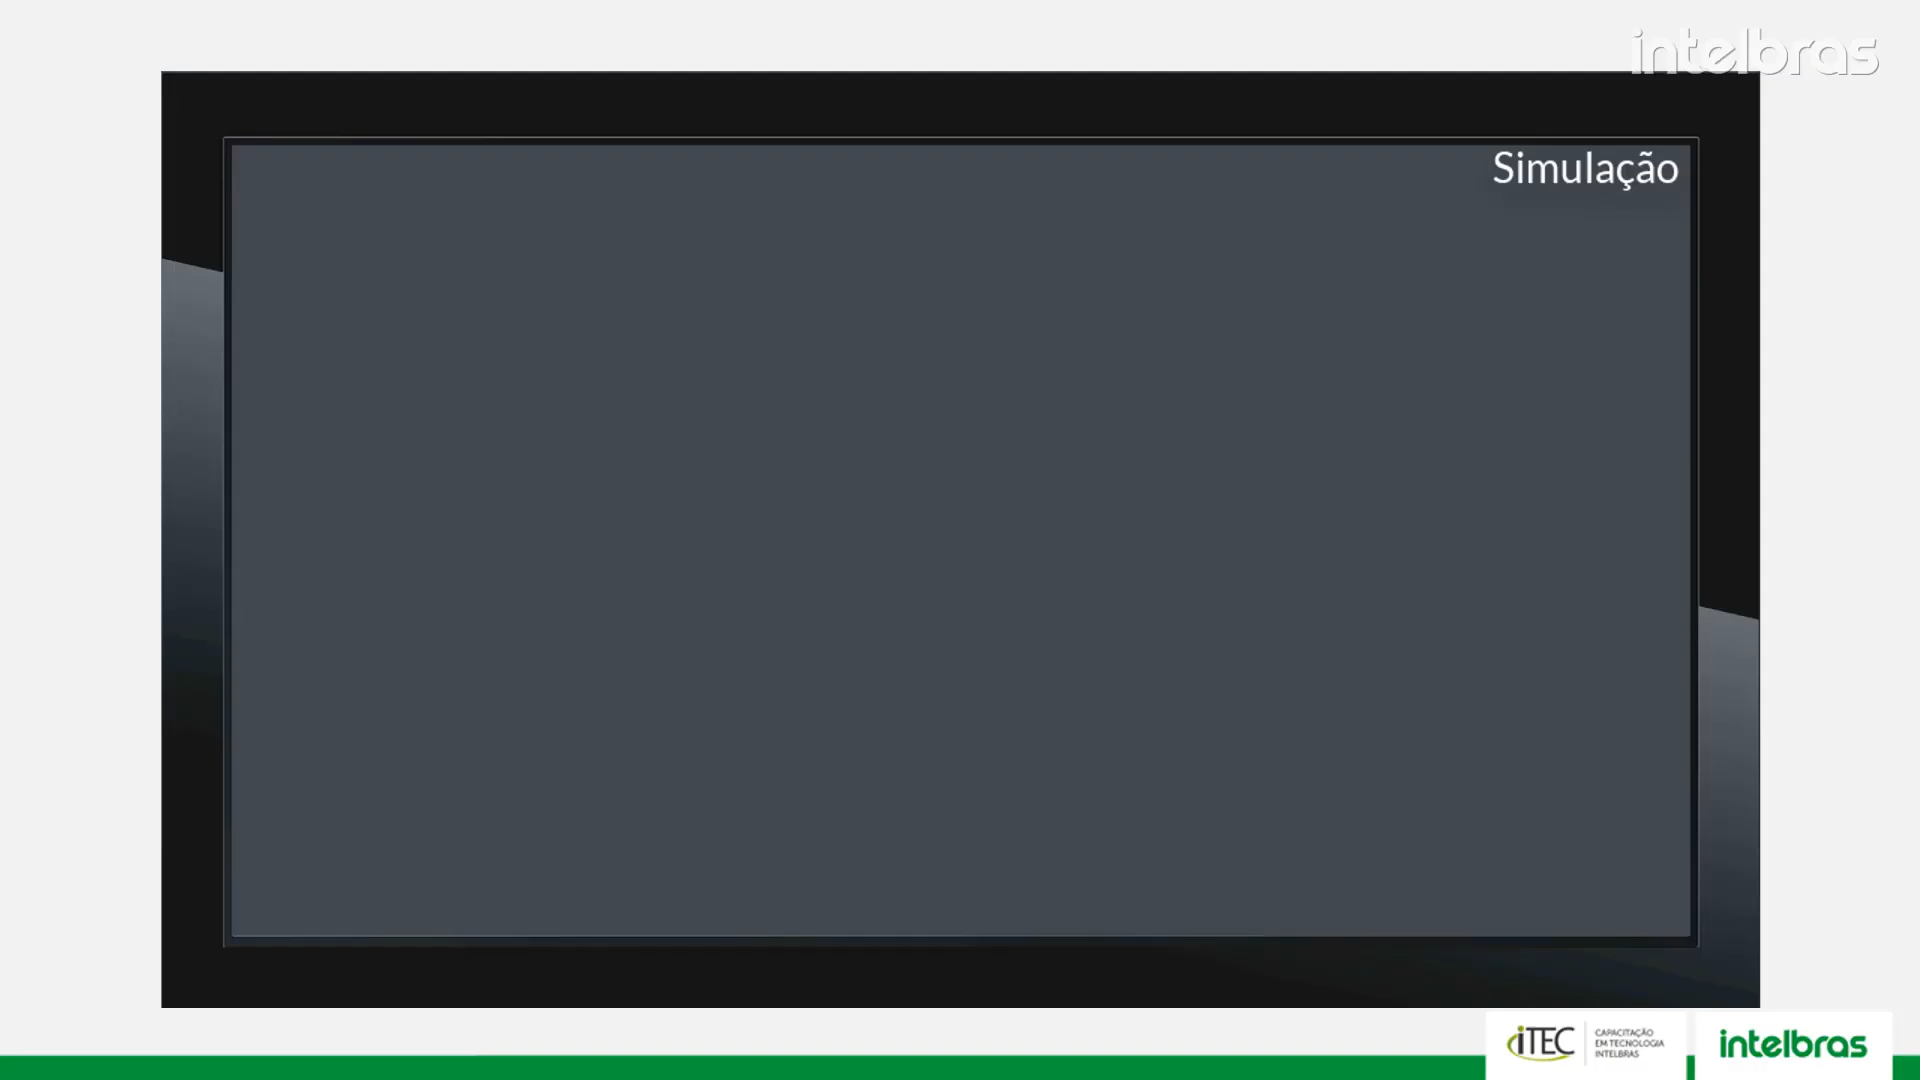 intelbras
Simulação
iTEC
CAPACITAÇÃO
EM TECNOLOGIA
INTELBRAS
intelbras